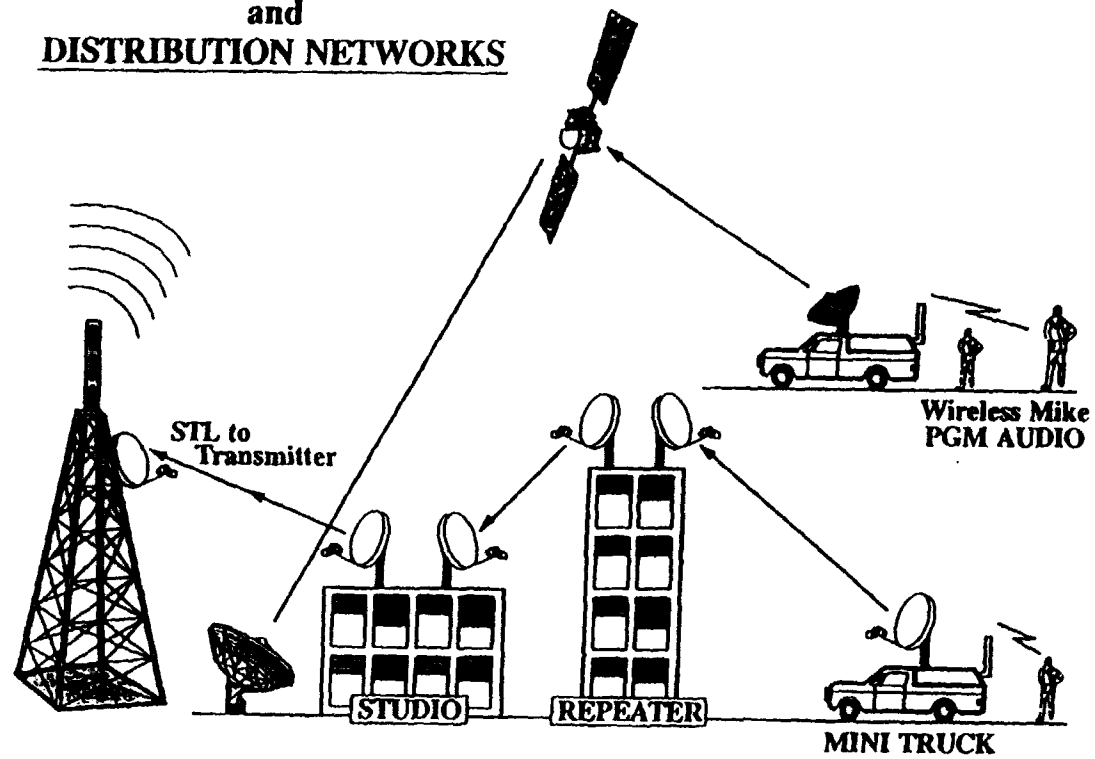 and
DISTRIBUTION NETWORKS
STL to
Transmitter
Wireless Mike
PGM AUDIO
STUDIO
REPEATER
MINI TRUCK